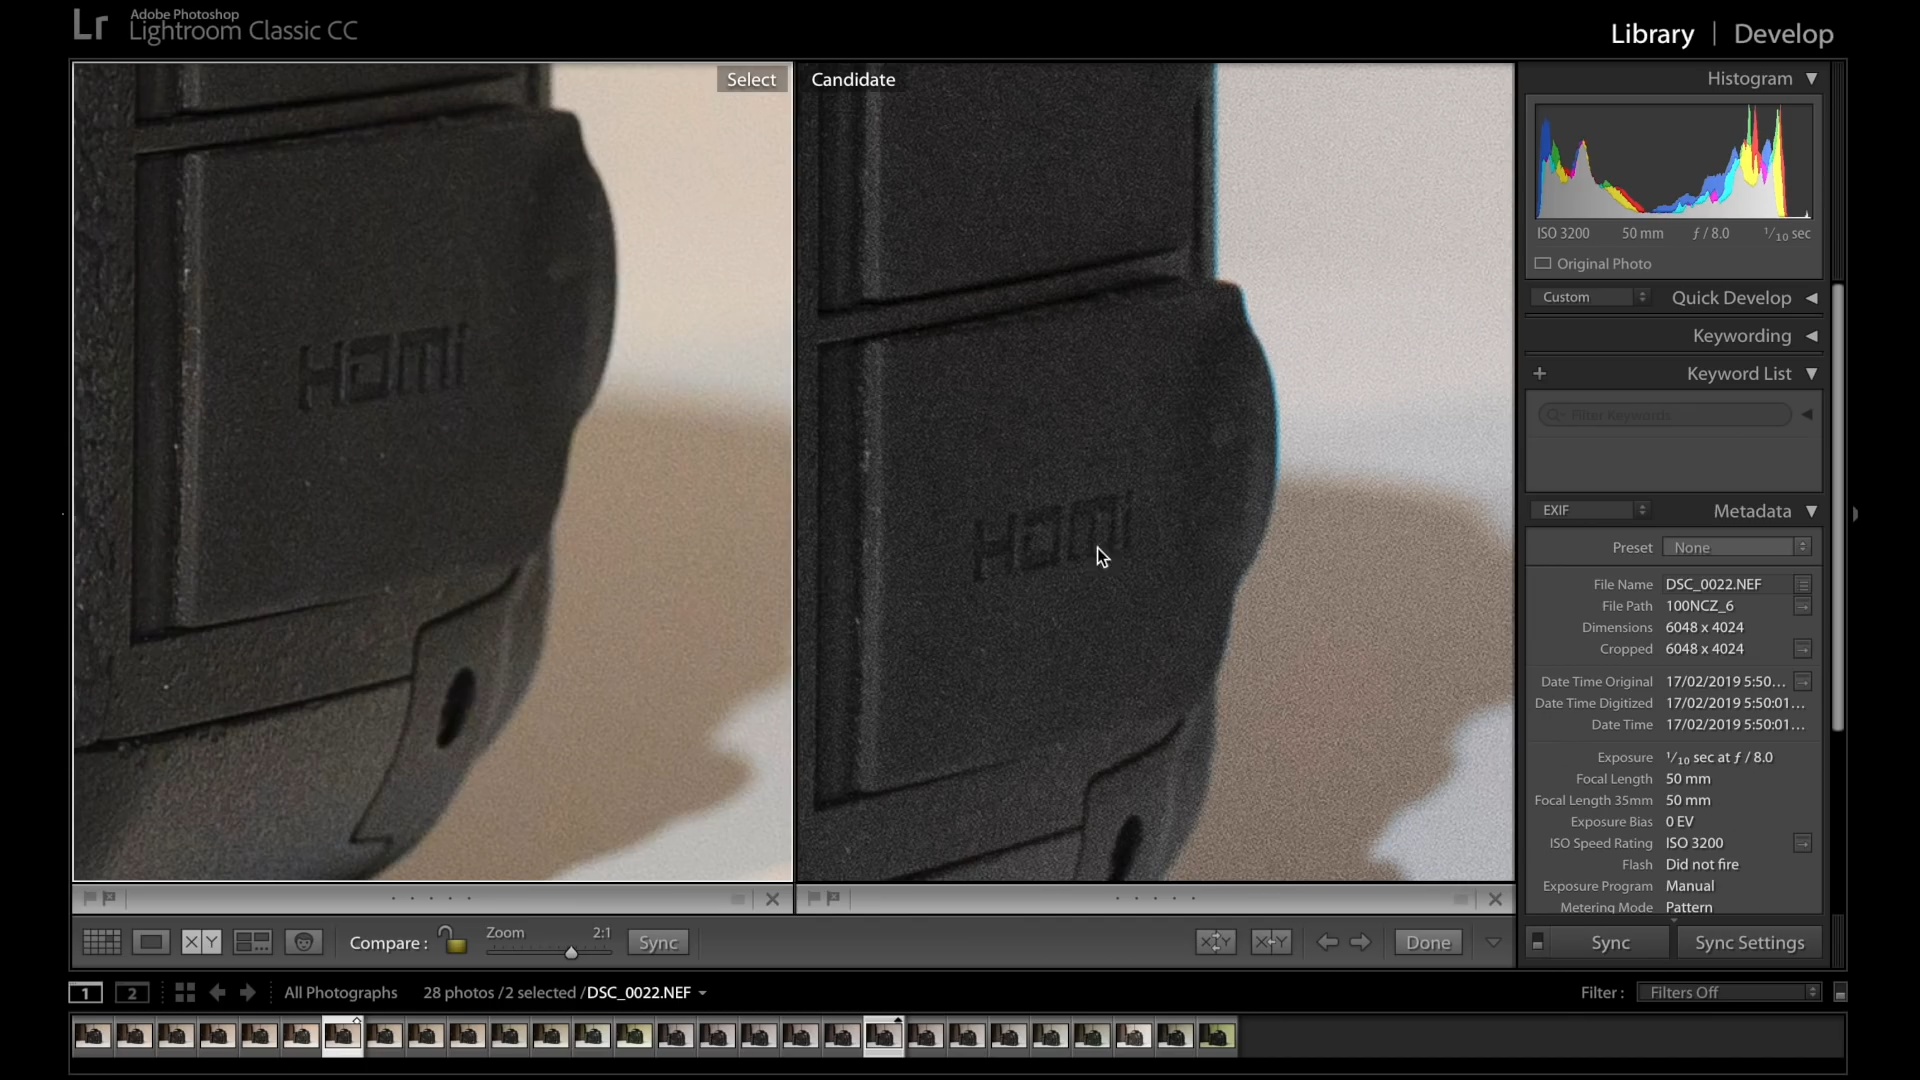 Lr Adobe Photoshop
Lightroom Classic CC
Library | Develop
Select
Candidate
HDMI
HDMI
Histogram
ISO 3200 50 mm ƒ / 8.0 1/10 sec
Original Photo
Custom Quick Develop
Keywording
+ Keyword List
Filter Keywords
EXIF Metadata
Preset None
File Name DSC_0022.NEF
File Path 100NCZ_6
Dimensions 6048 x 4024
Cropped 6048 x 4024
Date Time Original 17/02/2019 5:50...
Date Time Digitized 17/02/2019 5:50:01...
Date Time 17/02/2019 5:50:01...
Exposure 1/10 sec at ƒ / 8.0
Focal Length 50 mm
Focal Length 35mm 50 mm
Exposure Bias 0 EV
ISO Speed Rating ISO 3200
Flash Did not fire
Exposure Program Manual
Metering Mode Pattern
X Y Compare : Zoom 2:1 Sync
X Y X Y Done
Sync Sync Settings
1 2 All Photographs 28 photos /2 selected /DSC_0022.NEF
Filter : Filters Off